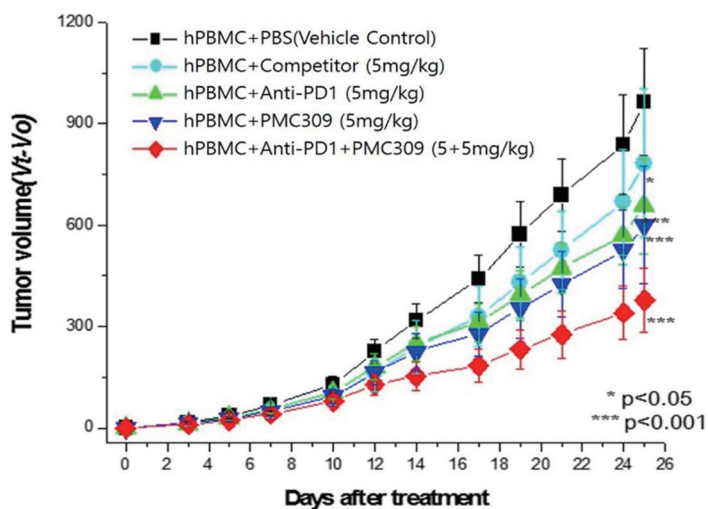 1200
900
600
300
0
Tumor volume(Vt-Vo)
hPBMC+PBS(Vehicle Control)
hPBMC+Competitor (5mg/kg)
hPBMC+Anti-PD1 (5mg/kg)
hPBMC+PMC309 (5mg/kg)
hPBMC+Anti-PD1+PMC309 (5+5mg/kg)
*
**
***
***
* p<0.05
*** p<0.001
0 2 4 6 8 10 12 14 16 18 20 22 24 26
Days after treatment